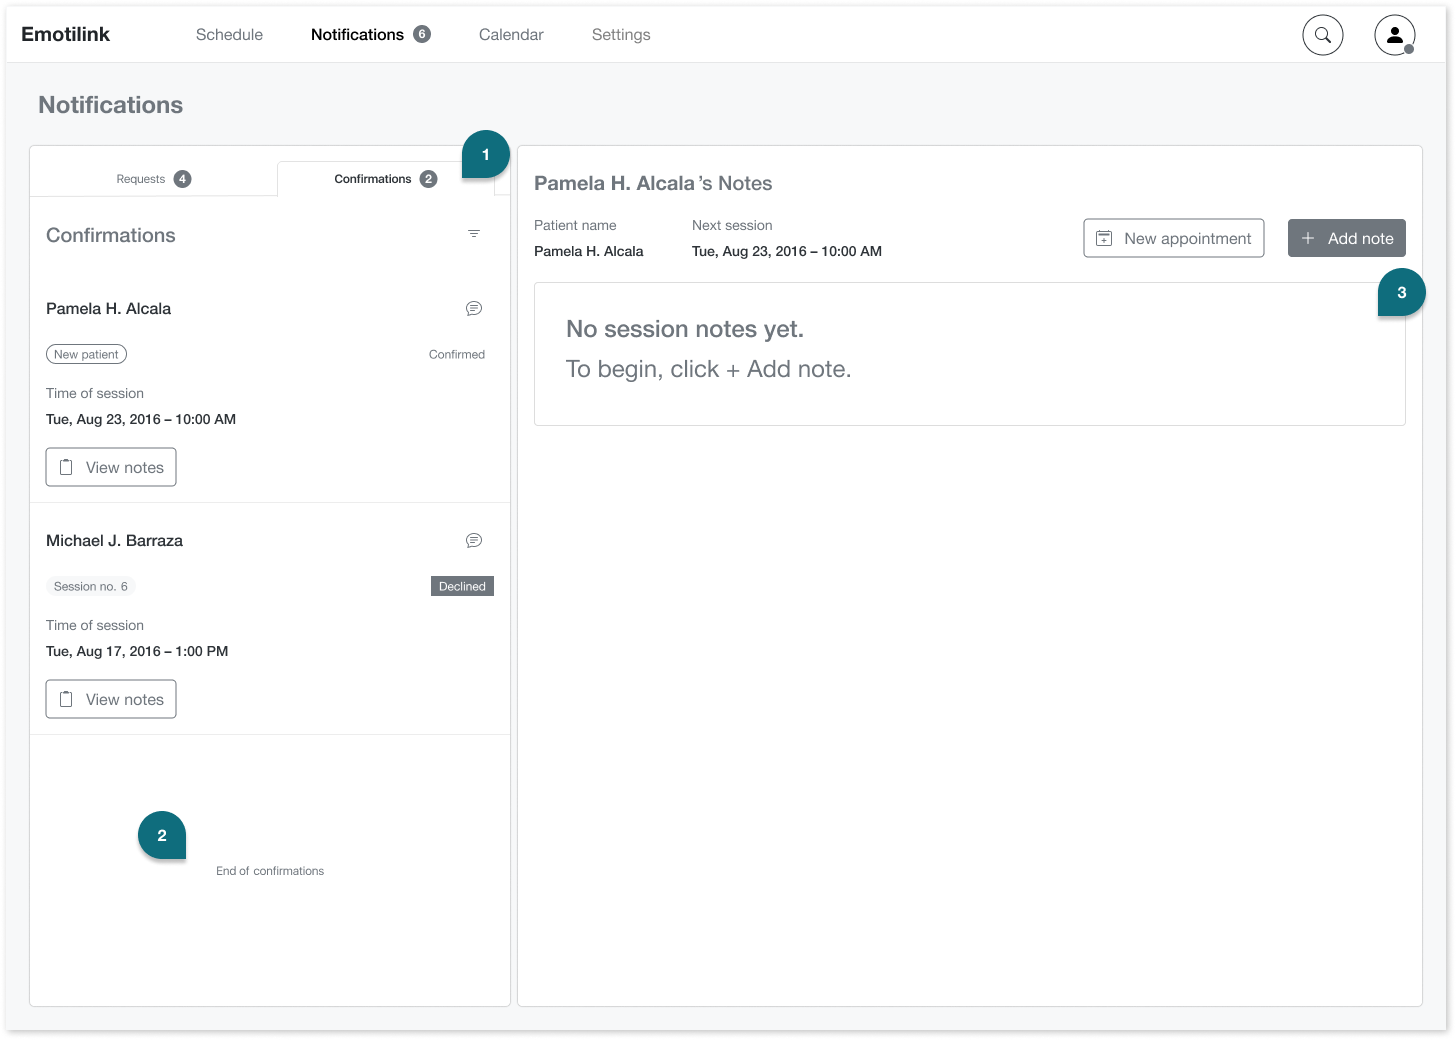 Emotilink
Schedule
Notifications 6
Calendar
Settings
Notifications
1
Requests 4
Confirmations 2
Confirmations
Pamela H. Alcala
New patient
Confirmed
Time of session
Tue, Aug 23, 2016 – 10:00 AM
View notes
Michael J. Barraza
Session no. 6
Declined
Time of session
Tue, Aug 17, 2016 – 1:00 PM
View notes
2
End of confirmations
Pamela H. Alcala ’s Notes
Patient name
Pamela H. Alcala
Next session
Tue, Aug 23, 2016 – 10:00 AM
New appointment
+ Add note
3
No session notes yet.
To begin, click + Add note.